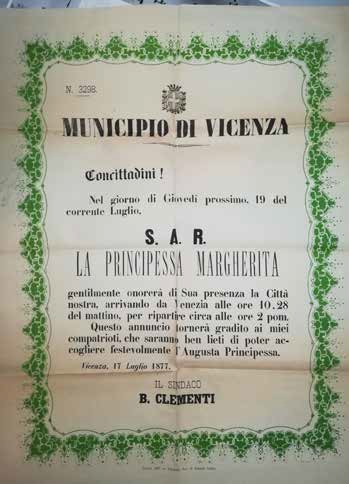 N. 3298.
MUNICIPIO DI VICENZA
Concittadini!
Nel giorno di Giovedì prossimo, 19 del
corrente Luglio,
S. A. R.
LA PRINCIPESSA MARGHERITA
gentilmente onorerà di Sua presenza la Città
nostra, arrivando da Venezia alle ore 10.28
del mattino, per ripartire circa alle ore 2 pom.
Questo annuncio tornerà gradito ai miei
compatrioti, che saranno ben lieti di poter ac-
cogliere festevolmente l'Augusta Principessa.
Vicenza, 17 Luglio 1877.
IL SINDACO
B. CLEMENTI